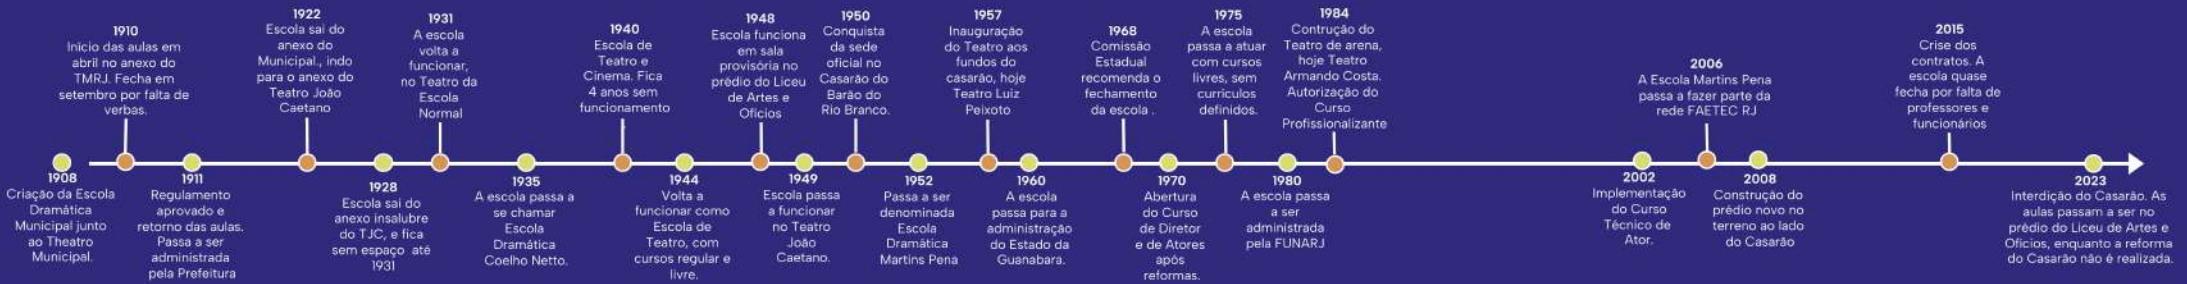 1908
Criação da Escola
Dramática
Municipal junto
ao Theatro
Municipal.
1910
Início das aulas em
abril no anexo do
TMRJ. Fecha em
setembro por falta de
verbas.
1911
Regulamento
aprovado e
retorno das aulas.
Passa a ser
administrada
pela Prefeitura
1922
Escola sai do
anexo do
Municipal., indo
para o anexo do
Teatro João
Caetano
1928
Escola sai do
anexo insalubre
do TJC, e fica
sem espaço até
1931
1931
A escola
volta a
funcionar,
no Teatro da
Escola
Normal
1935
A escola passa a
se chamar
Escola
Dramática
Coelho Netto.
1940
Escola de
Teatro e
Cinema. Fica
4 anos sem
funcionamento
.
1944
Volta a
funcionar como
Escola de
Teatro, com
cursos regular e
livre.
1948
Escola funciona
em sala
provisória no
prédio do Liceu
de Artes e
Ofícios
1949
Escola passa
a funcionar
no Teatro
João
Caetano.
1950
Conquista
da sede
oficial no
Casarão do
Barão do
Rio Branco.
1952
Passa a ser
denominada
Escola
Dramática
Martins Pena
1957
Inauguração
do Teatro aos
fundos do
casarão, hoje
Teatro Luiz
Peixoto
1960
A escola
passa para a
administração
do Estado da
Guanabara.
1968
Comissão
Estadual
recomenda o
fechamento
da escola .
1970
Abertura
do Curso
de Diretor
e de Atores
após
reformas.
1975
A escola
passa a atuar
com cursos
livres, sem
currículos
definidos.
1980
A escola passa
a ser
administrada
pela FUNARJ
1984
Contrução do
Teatro de arena,
hoje Teatro
Armando Costa.
Autorização do
Curso
Profissionalizante
2002
Implementação
do Curso
Técnico de
Ator.
2006
A Escola Martins Pena
passa a fazer parte da
rede FAETEC RJ
2008
Construção do
prédio novo no
terreno ao lado
do Casarão
2015
Crise dos
contratos. A
escola quase
fecha por falta de
professores e
funcionários
2023
Interdição do Casarão. As
aulas passam a ser no
prédio do Liceu de Artes e
Ofícios, enquanto a reforma
do Casarão não é realizada.